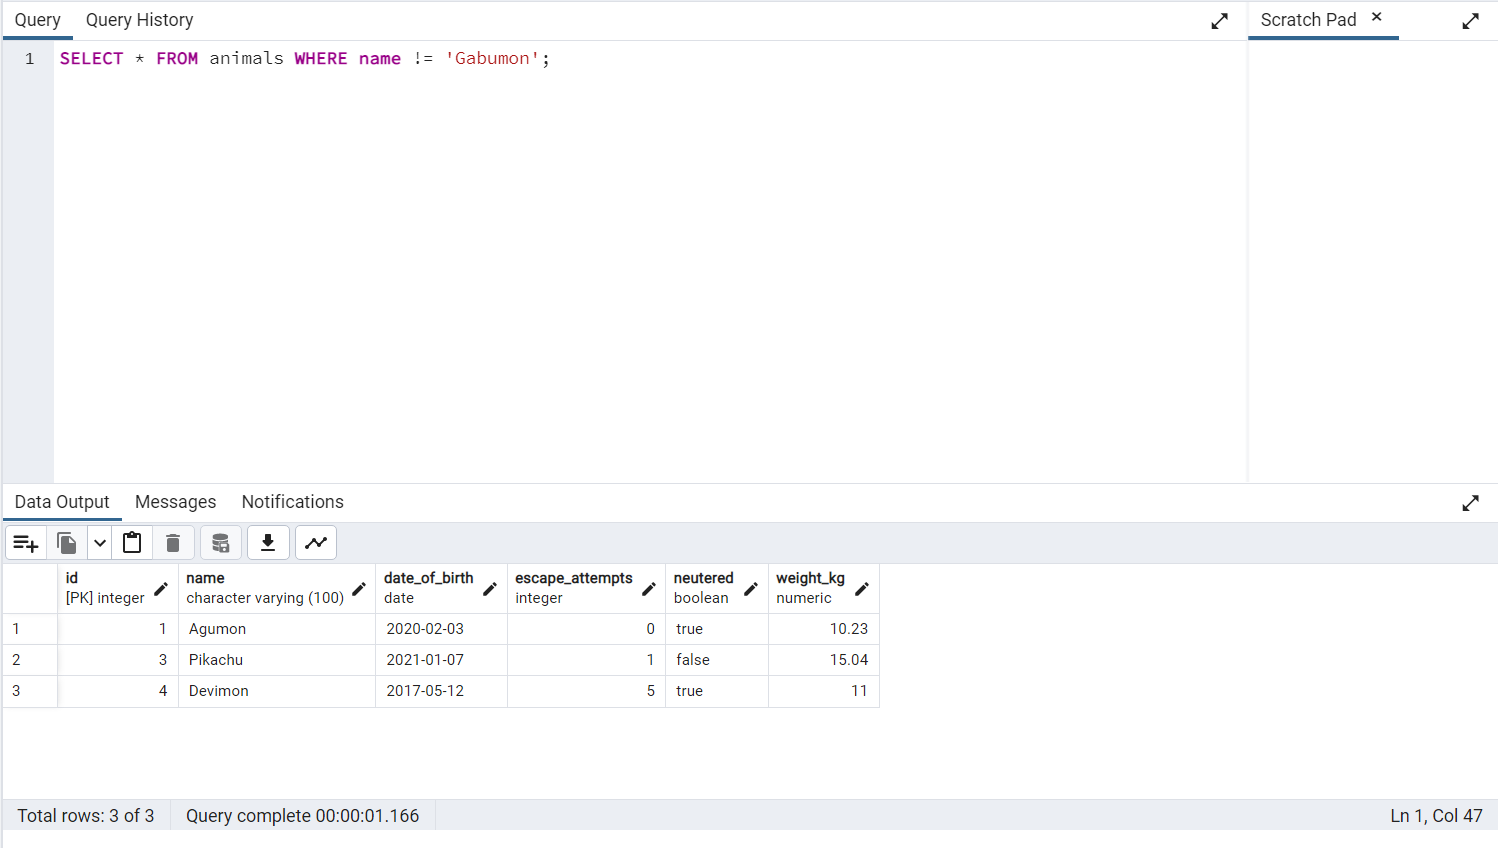 Query Query History Scratch Pad ×
1 SELECT * FROM animals WHERE name != 'Gabumon';
Data Output Messages Notifications
id name date_of_birth escape_attempts neutered weight_kg
[PK] integer character varying (100) date integer boolean numeric
1 1 Agumon 2020-02-03 0 true 10.23
2 3 Pikachu 2021-01-07 1 false 15.04
3 4 Devimon 2017-05-12 5 true 11
Total rows: 3 of 3 Query complete 00:00:01.166 Ln 1, Col 47